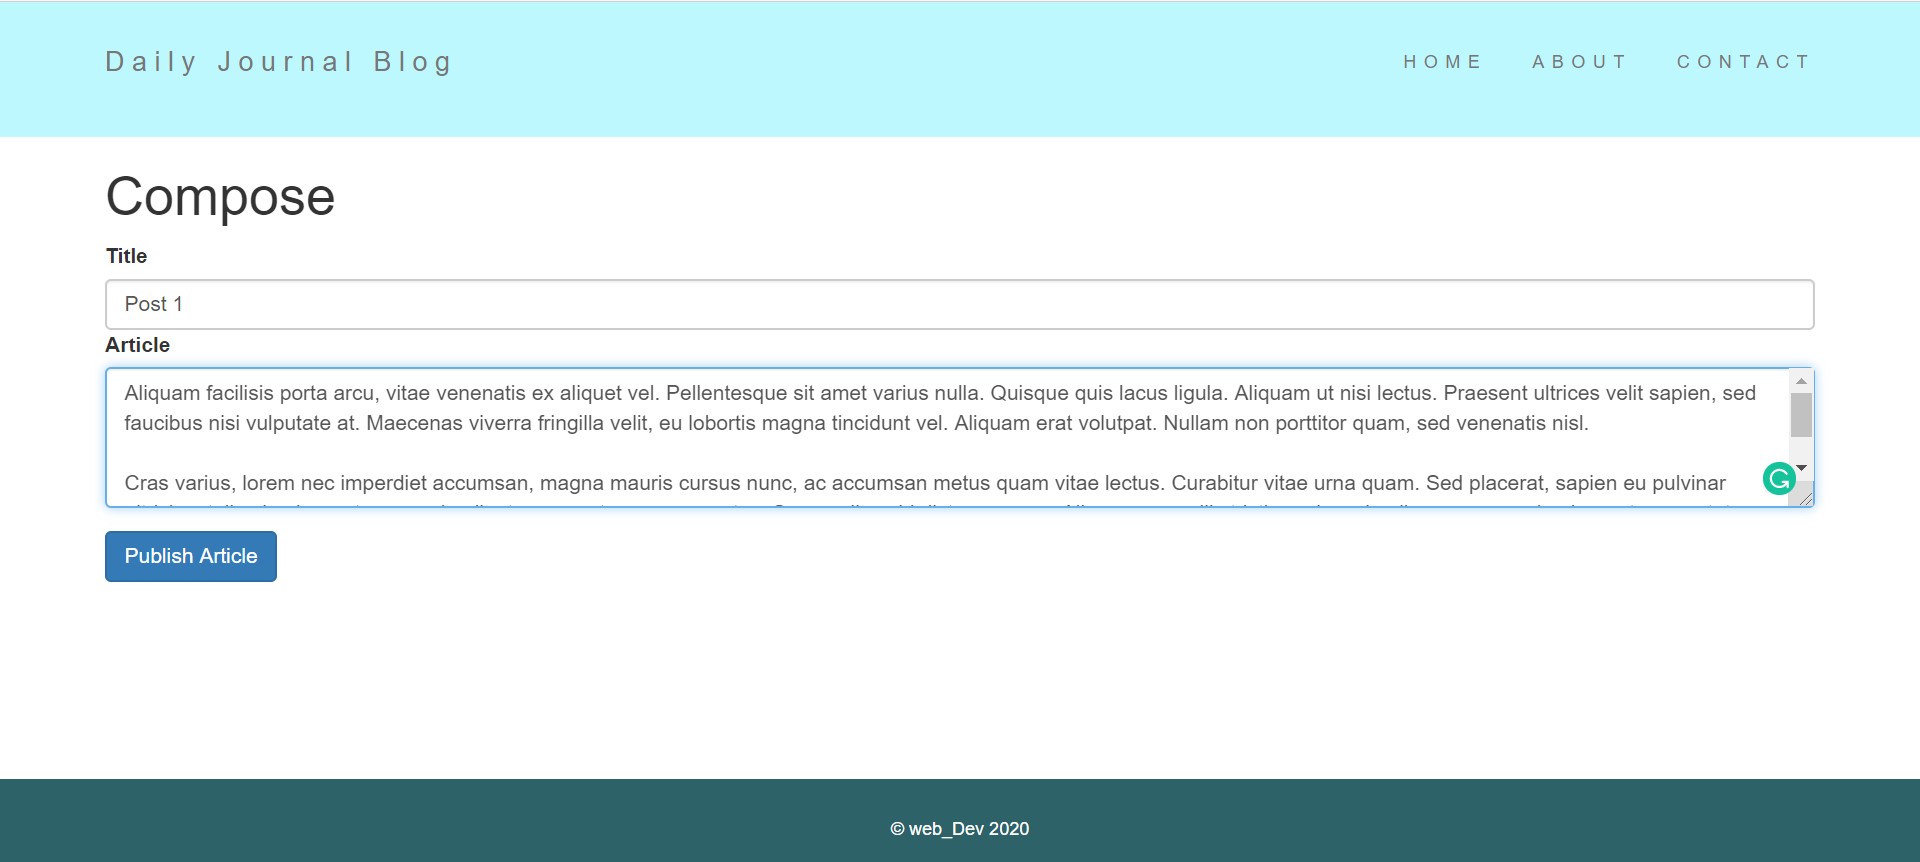 Daily Journal Blog
HOME ABOUT CONTACT
Compose
Title
Post 1
Article
Aliquam facilisis porta arcu, vitae venenatis ex aliquet vel. Pellentesque sit amet varius nulla. Quisque quis lacus ligula. Aliquam ut nisi lectus. Praesent ultrices velit sapien, sed
faucibus nisi vulputate at. Maecenas viverra fringilla velit, eu lobortis magna tincidunt vel. Aliquam erat volutpat. Nullam non porttitor quam, sed venenatis nisl.
Cras varius, lorem nec imperdiet accumsan, magna mauris cursus nunc, ac accumsan metus quam vitae lectus. Curabitur vitae urna quam. Sed placerat, sapien eu pulvinar
Publish Article
© web_Dev 2020